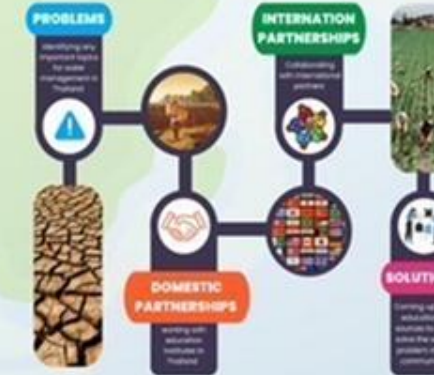 PROBLEMS
Identifying any
important topics
for water
management in
Thailand
INTERNATION
PARTNERSHIPS
Collaborating
with international
partners
DOMESTIC
PARTNERSHIPS
working with
education
institutes in
Thailand
SOLUTI